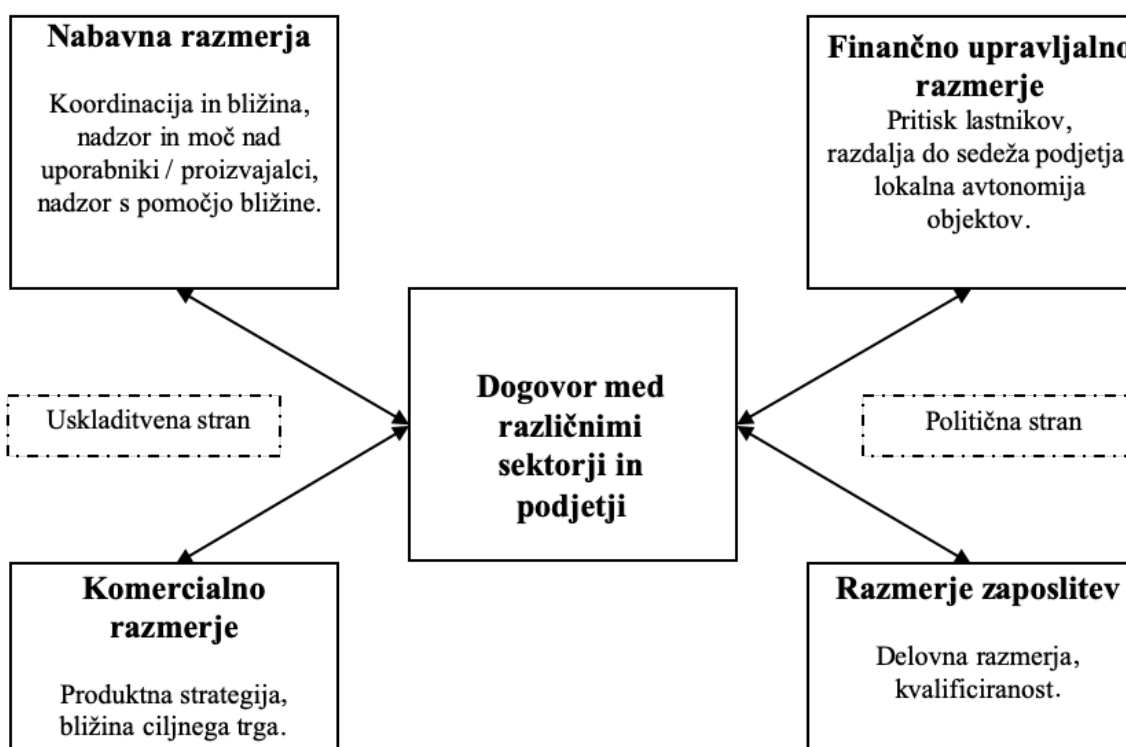 Nabavna razmerja
Koordinacija in bližina,
nadzor in moč nad
uporabniki / proizvajalci,
nadzor s pomočjo bližine.
Finančno upravljalno
razmerje
Pritisk lastnikov,
razdalja do sedeža podjetja
lokalna avtonomija
objektov.
Uskladitvena stran
Dogovor med
različnimi
sektorji in
podjetji
Politična stran
Komercialno
razmerje
Produktna strategija,
bližina ciljnega trga.
Razmerje zaposlitev
Delovna razmerja,
kvalificiranost.